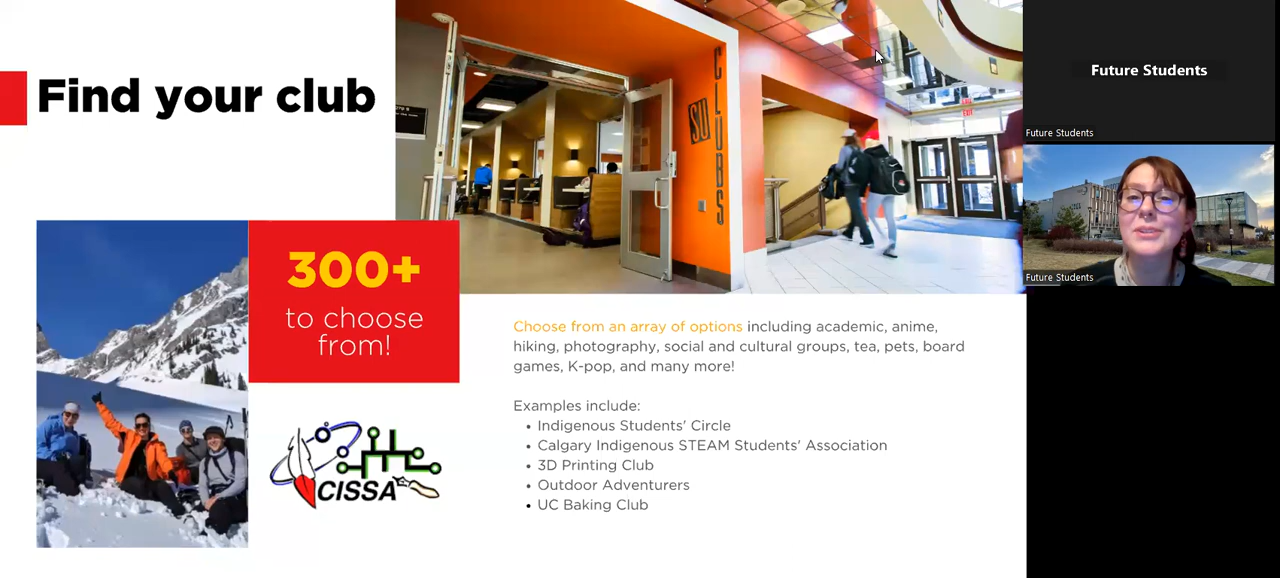 Find your club
SU CLUBS
EXIT
300+
to choose
from!
CISSA
Choose from an array of options including academic, anime,
hiking, photography, social and cultural groups, tea, pets, board
games, K-pop, and many more!
Examples include:
• Indigenous Students' Circle
• Calgary Indigenous STEAM Students' Association
• 3D Printing Club
• Outdoor Adventurers
• UC Baking Club
Future Students
Future Students
Future Students